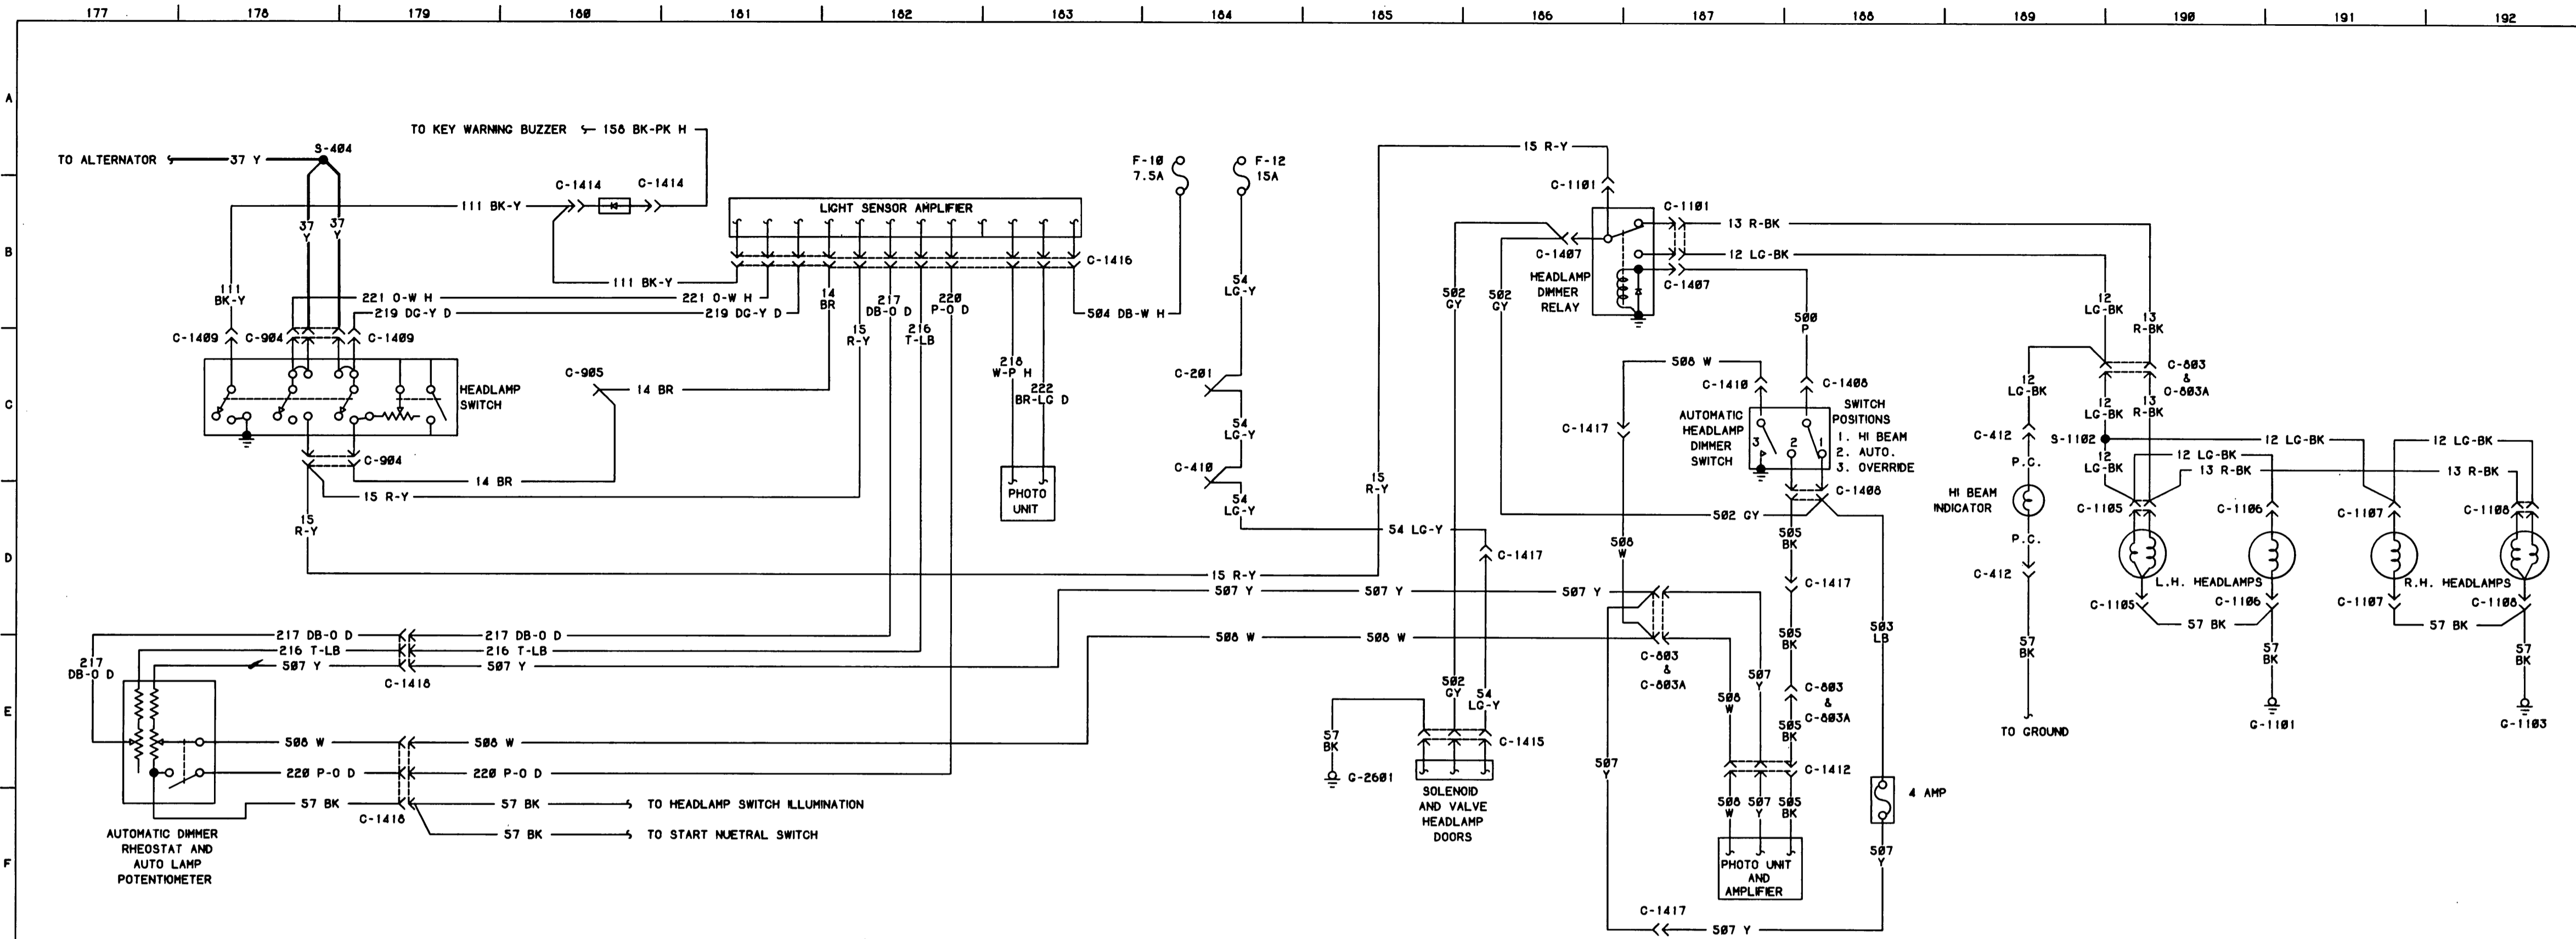 177 178 179 180 181 182 183 184 185 186 187 188 189 190 191 192
A
TO KEY WARNING BUZZER 158 BK-PK H
TO ALTERNATOR 37 Y S-404
F-10 7.5A
F-12 15A
15 R-Y
C-1101
C-1414 C-1414
111 BK-Y
37 Y
37 Y
LIGHT SENSOR AMPLIFIER
C-1101
13 R-BK
B
C-1416
C-1407
12 LG-BK
HEADLAMP
DIMMER
RELAY
C-1407
111 BK-Y
111 BK-Y
221 O-W H
221 O-W H
219 DG-Y D
219 DG-Y D
14 BR
15 R-Y
217 DB-O D
216 T-LB
220 P-O D
504 DB-W H
54 LG-Y
502 GY
502 GY
12 LG-BK
13 R-BK
500 P
C-1409 C-904 C-1409
HEADLAMP
SWITCH
C
C-905
14 BR
218 W-P H
222 BR-LG D
C-201
54 LG-Y
508 W
C-1410
C-1408
C-1417
AUTOMATIC
HEADLAMP
DIMMER
SWITCH
3 2 1
SWITCH
POSITIONS
1. HI BEAM
2. AUTO.
3. OVERRIDE
C-803
&
C-803A
12 LG-BK
12 LG-BK
13 R-BK
C-412
S-1102
12 LG-BK
12 LG-BK
12 LG-BK
12 LG-BK
13 R-BK
13 R-BK
P.C.
C-904
14 BR
15 R-Y
15 R-Y
PHOTO
UNIT
C-410
54 LG-Y
15 R-Y
C-1408
502 GY
HI BEAM
INDICATOR
C-1105
C-1106
C-1107
C-1108
D
54 LG-Y
C-1417
508 W
505 BK
P.C.
15 R-Y
C-1417
C-412
L.H. HEADLAMPS
R.H. HEADLAMPS
507 Y
507 Y
507 Y
C-1105
C-1106
C-1107
C-1108
57 BK
57 BK
217 DB-O D
217 DB-O D
216 T-LB
216 T-LB
507 Y
507 Y
C-1418
217 DB-O D
508 W
508 W
505 BK
503 LB
57 BK
57 BK
57 BK
C-803
&
C-803A
E
502 GY
54 LG-Y
508 W
507 Y
C-803
&
C-803A
505 BK
508 W
508 W
57 BK
G-2601
C-1415
C-1412
TO GROUND
G-1101
G-1103
220 P-O D
220 P-O D
507 Y
57 BK
57 BK
TO HEADLAMP SWITCH ILLUMINATION
C-1418
57 BK
TO START NUETRAL SWITCH
SOLENOID
AND VALVE
HEADLAMP
DOORS
508 W
507 Y
505 BK
4 AMP
AUTOMATIC DIMMER
RHEOSTAT AND
AUTO LAMP
POTENTIOMETER
F
PHOTO UNIT
AND
AMPLIFIER
507 Y
C-1417
507 Y